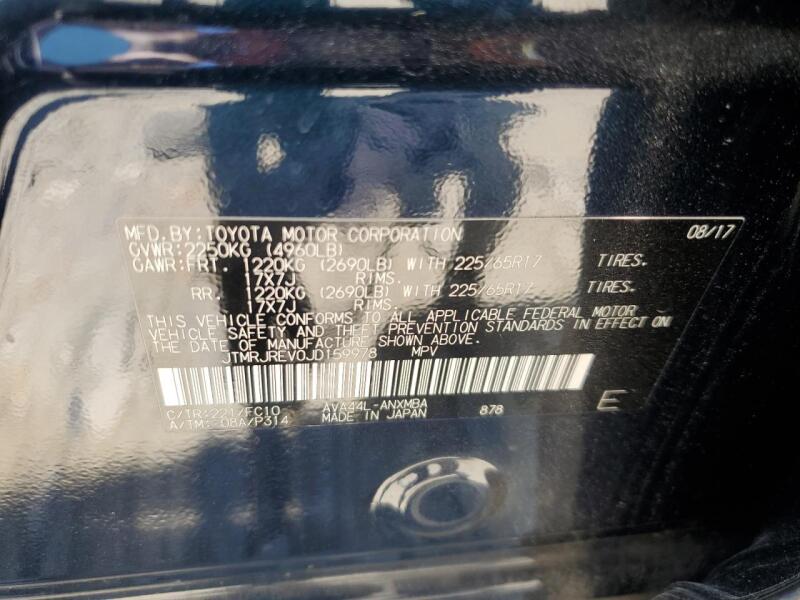 MFD.BY:TOYOTA MOTOR CORPORATION 08/17
GVWR:2250KG (4960LB)
GAWR:FRT. 1220KG (2690LB) WITH 225/65R17 TIRES.
17X7J RIMS.
RR. 1220KG (2690LB) WITH 225/65R17 TIRES.
17X7J RIMS.
THIS VEHICLE CONFORMS TO ALL APPLICABLE FEDERAL MOTOR
VEHICLE SAFETY AND THEFT PREVENTION STANDARDS IN EFFECT ON
THE DATE OF MANUFACTURE SHOWN ABOVE.
JTMRJREV0JD159978 MPV
C/TR:221/FC10 AVA44L-ANXMBA
A/TM:-08A/P314 MADE IN JAPAN 878 E